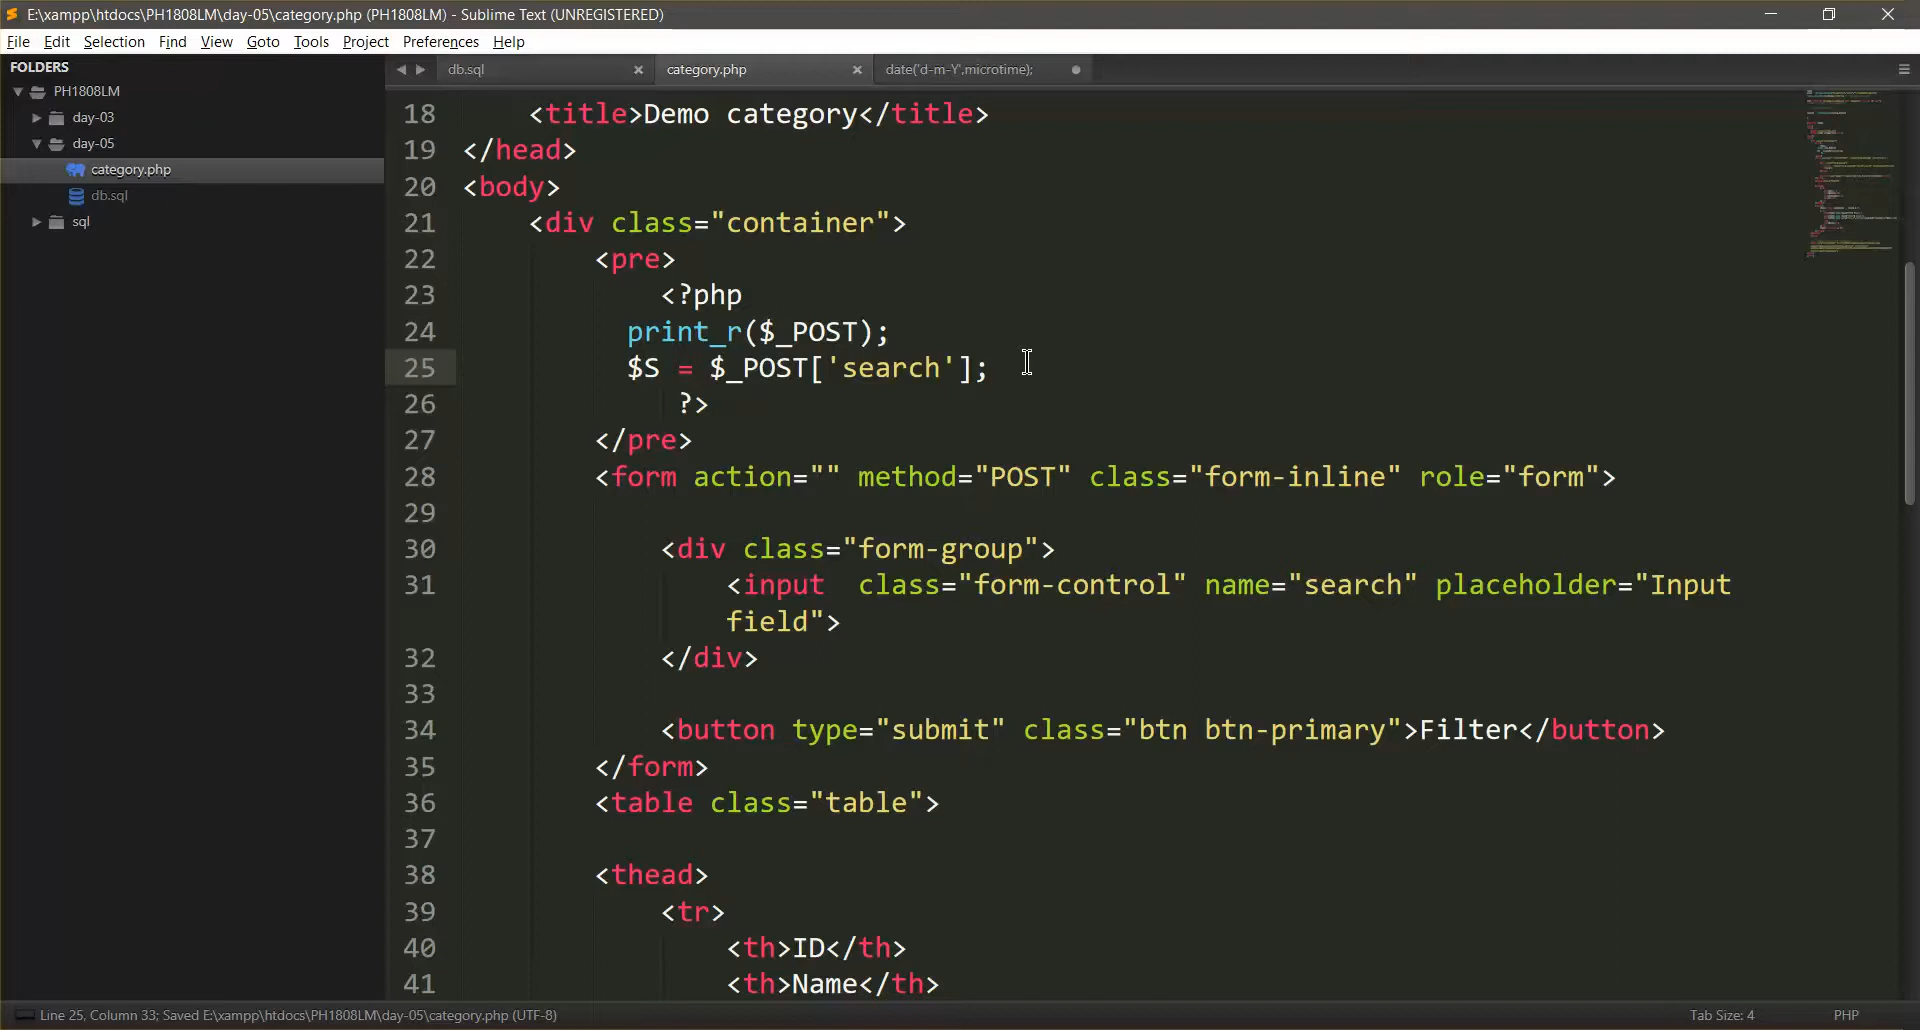 E:\xampp\htdocs\PH1808LM\day-05\category.php (PH1808LM) - Sublime Text (UNREGISTERED)
File Edit Selection Find View Goto Tools Project Preferences Help
FOLDERS
PH1808LM
day-03
day-05
category.php
db.sql
sql
db.sql × category.php × date('d-m-Y',microtime);
18 <title>Demo category</title>
19 </head>
20 <body>
21 <div class="container">
22 <pre>
23 <?php
24 print_r($_POST);
25 $S = $_POST['search'];
26 ?>
27 </pre>
28 <form action="" method="POST" class="form-inline" role="form">
29
30 <div class="form-group">
31 <input  class="form-control" name="search" placeholder="Input
field">
32 </div>
33
34 <button type="submit" class="btn btn-primary">Filter</button>
35 </form>
36 <table class="table">
37
38 <thead>
39 <tr>
40 <th>ID</th>
41 <th>Name</th>
Line 25, Column 33; Saved E:\xampp\htdocs\PH1808LM\day-05\category.php (UTF-8) Tab Size: 4 PHP